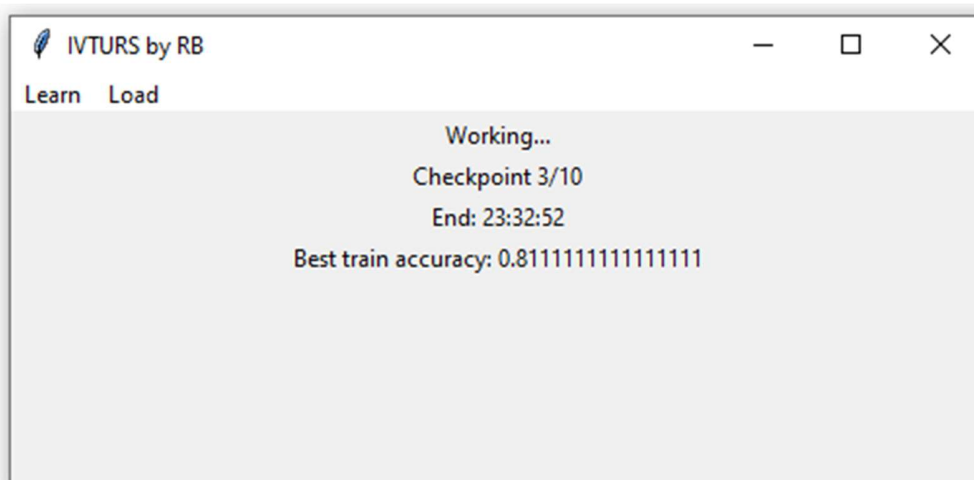 IVTURS by RB
Learn Load
Working...
Checkpoint 3/10
End: 23:32:52
Best train accuracy: 0.8111111111111111